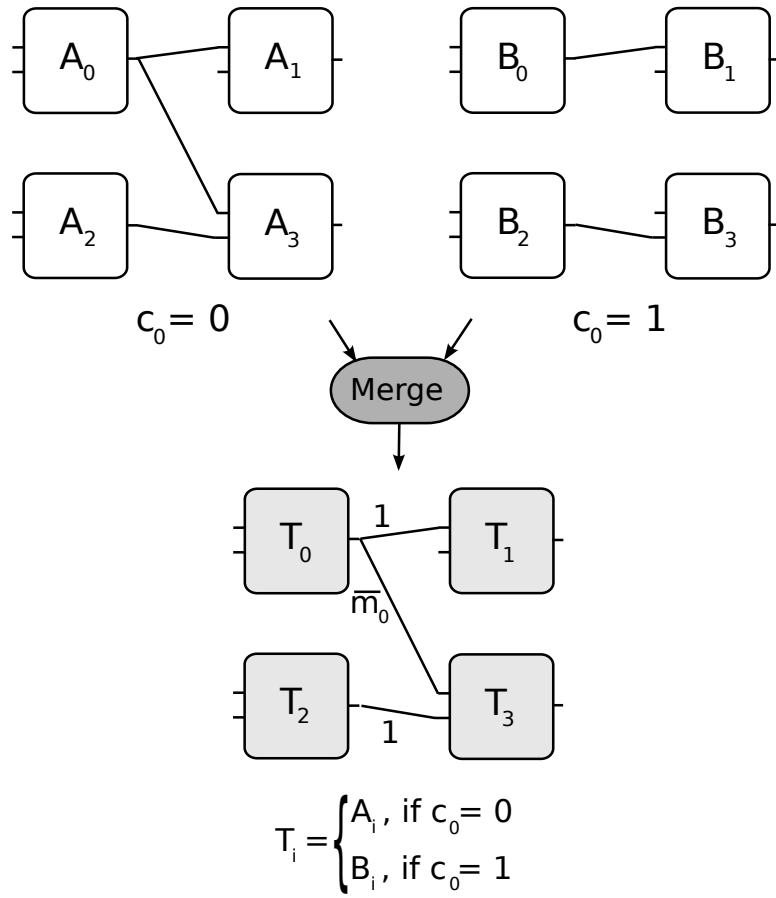 A₀ A₁ B₀ B₁
A₂ A₃ B₂ B₃
c₀= 0 c₀= 1
Merge
T₀ 1 T₁
m̅₀
T₂ 1 T₃
Tᵢ = { Aᵢ , if c₀= 0
Bᵢ , if c₀= 1